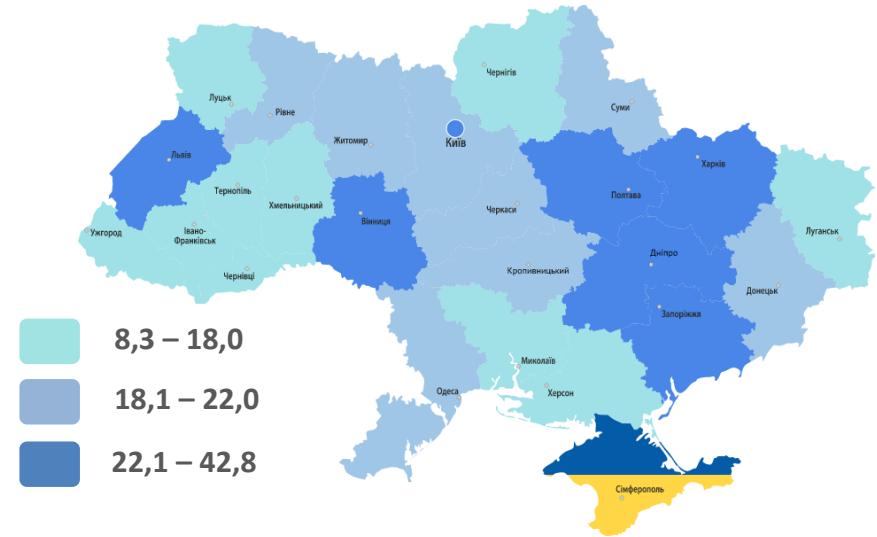 Чернігів
Луцьк
Суми
Рівне
Житомир
Київ
Львів
Харків
Тернопіль
Полтава
Хмельницький
Черкаси
Вінниця
Ужгород
Івано-
Франківськ
Луганськ
Дніпро
Чернівці
Кропивницький
Донецьк
Запоріжжя
8,3 – 18,0
Миколаїв
Одеса
Херсон
18,1 – 22,0
22,1 – 42,8
Сімферополь